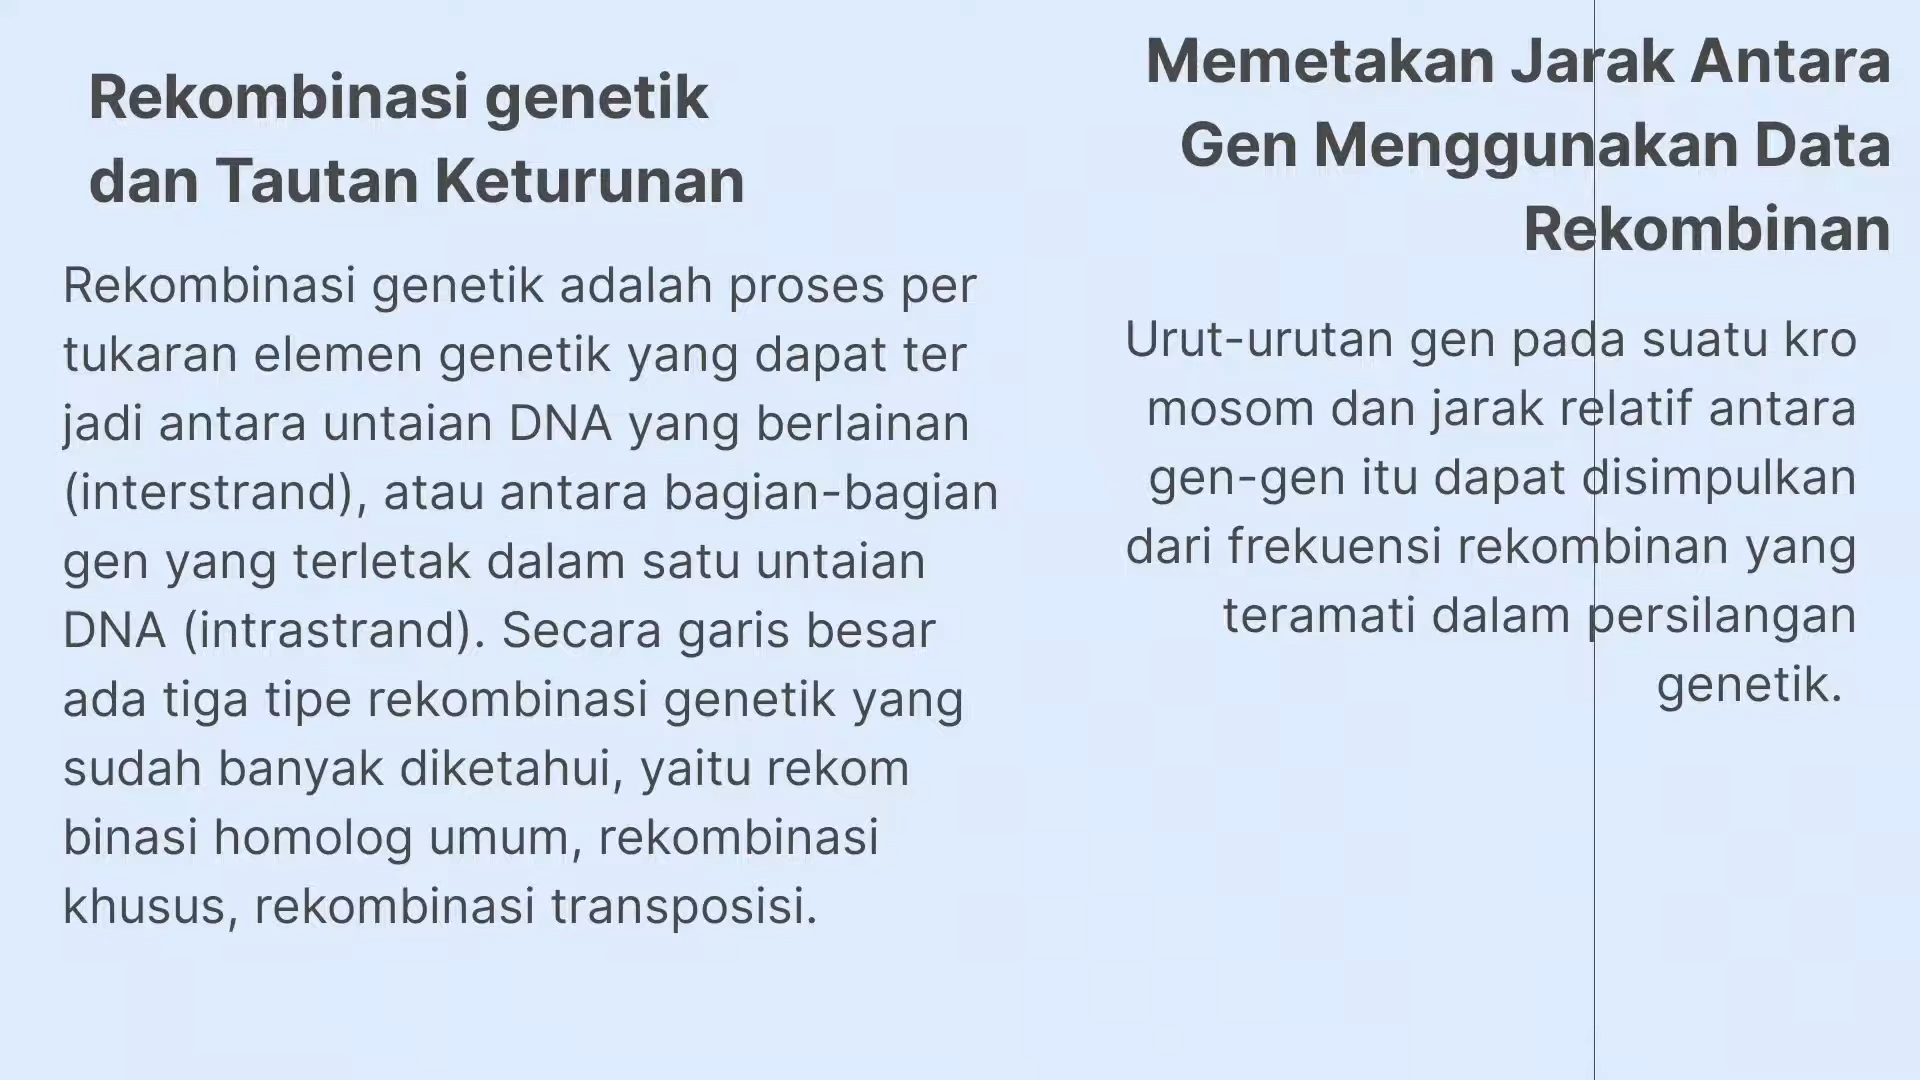 Rekombinasi genetik
dan Tautan Keturunan
Rekombinasi genetik adalah proses per
tukaran elemen genetik yang dapat ter
jadi antara untaian DNA yang berlainan
(interstrand), atau antara bagian-bagian
gen yang terletak dalam satu untaian
DNA (intrastrand). Secara garis besar
ada tiga tipe rekombinasi genetik yang
sudah banyak diketahui, yaitu rekom
binasi homolog umum, rekombinasi
khusus, rekombinasi transposisi.
Memetakan Jarak Antara
Gen Menggunakan Data
Rekombinan
Urut-urutan gen pada suatu kro
mosom dan jarak relatif antara
gen-gen itu dapat disimpulkan
dari frekuensi rekombinan yang
teramati dalam persilangan
genetik.